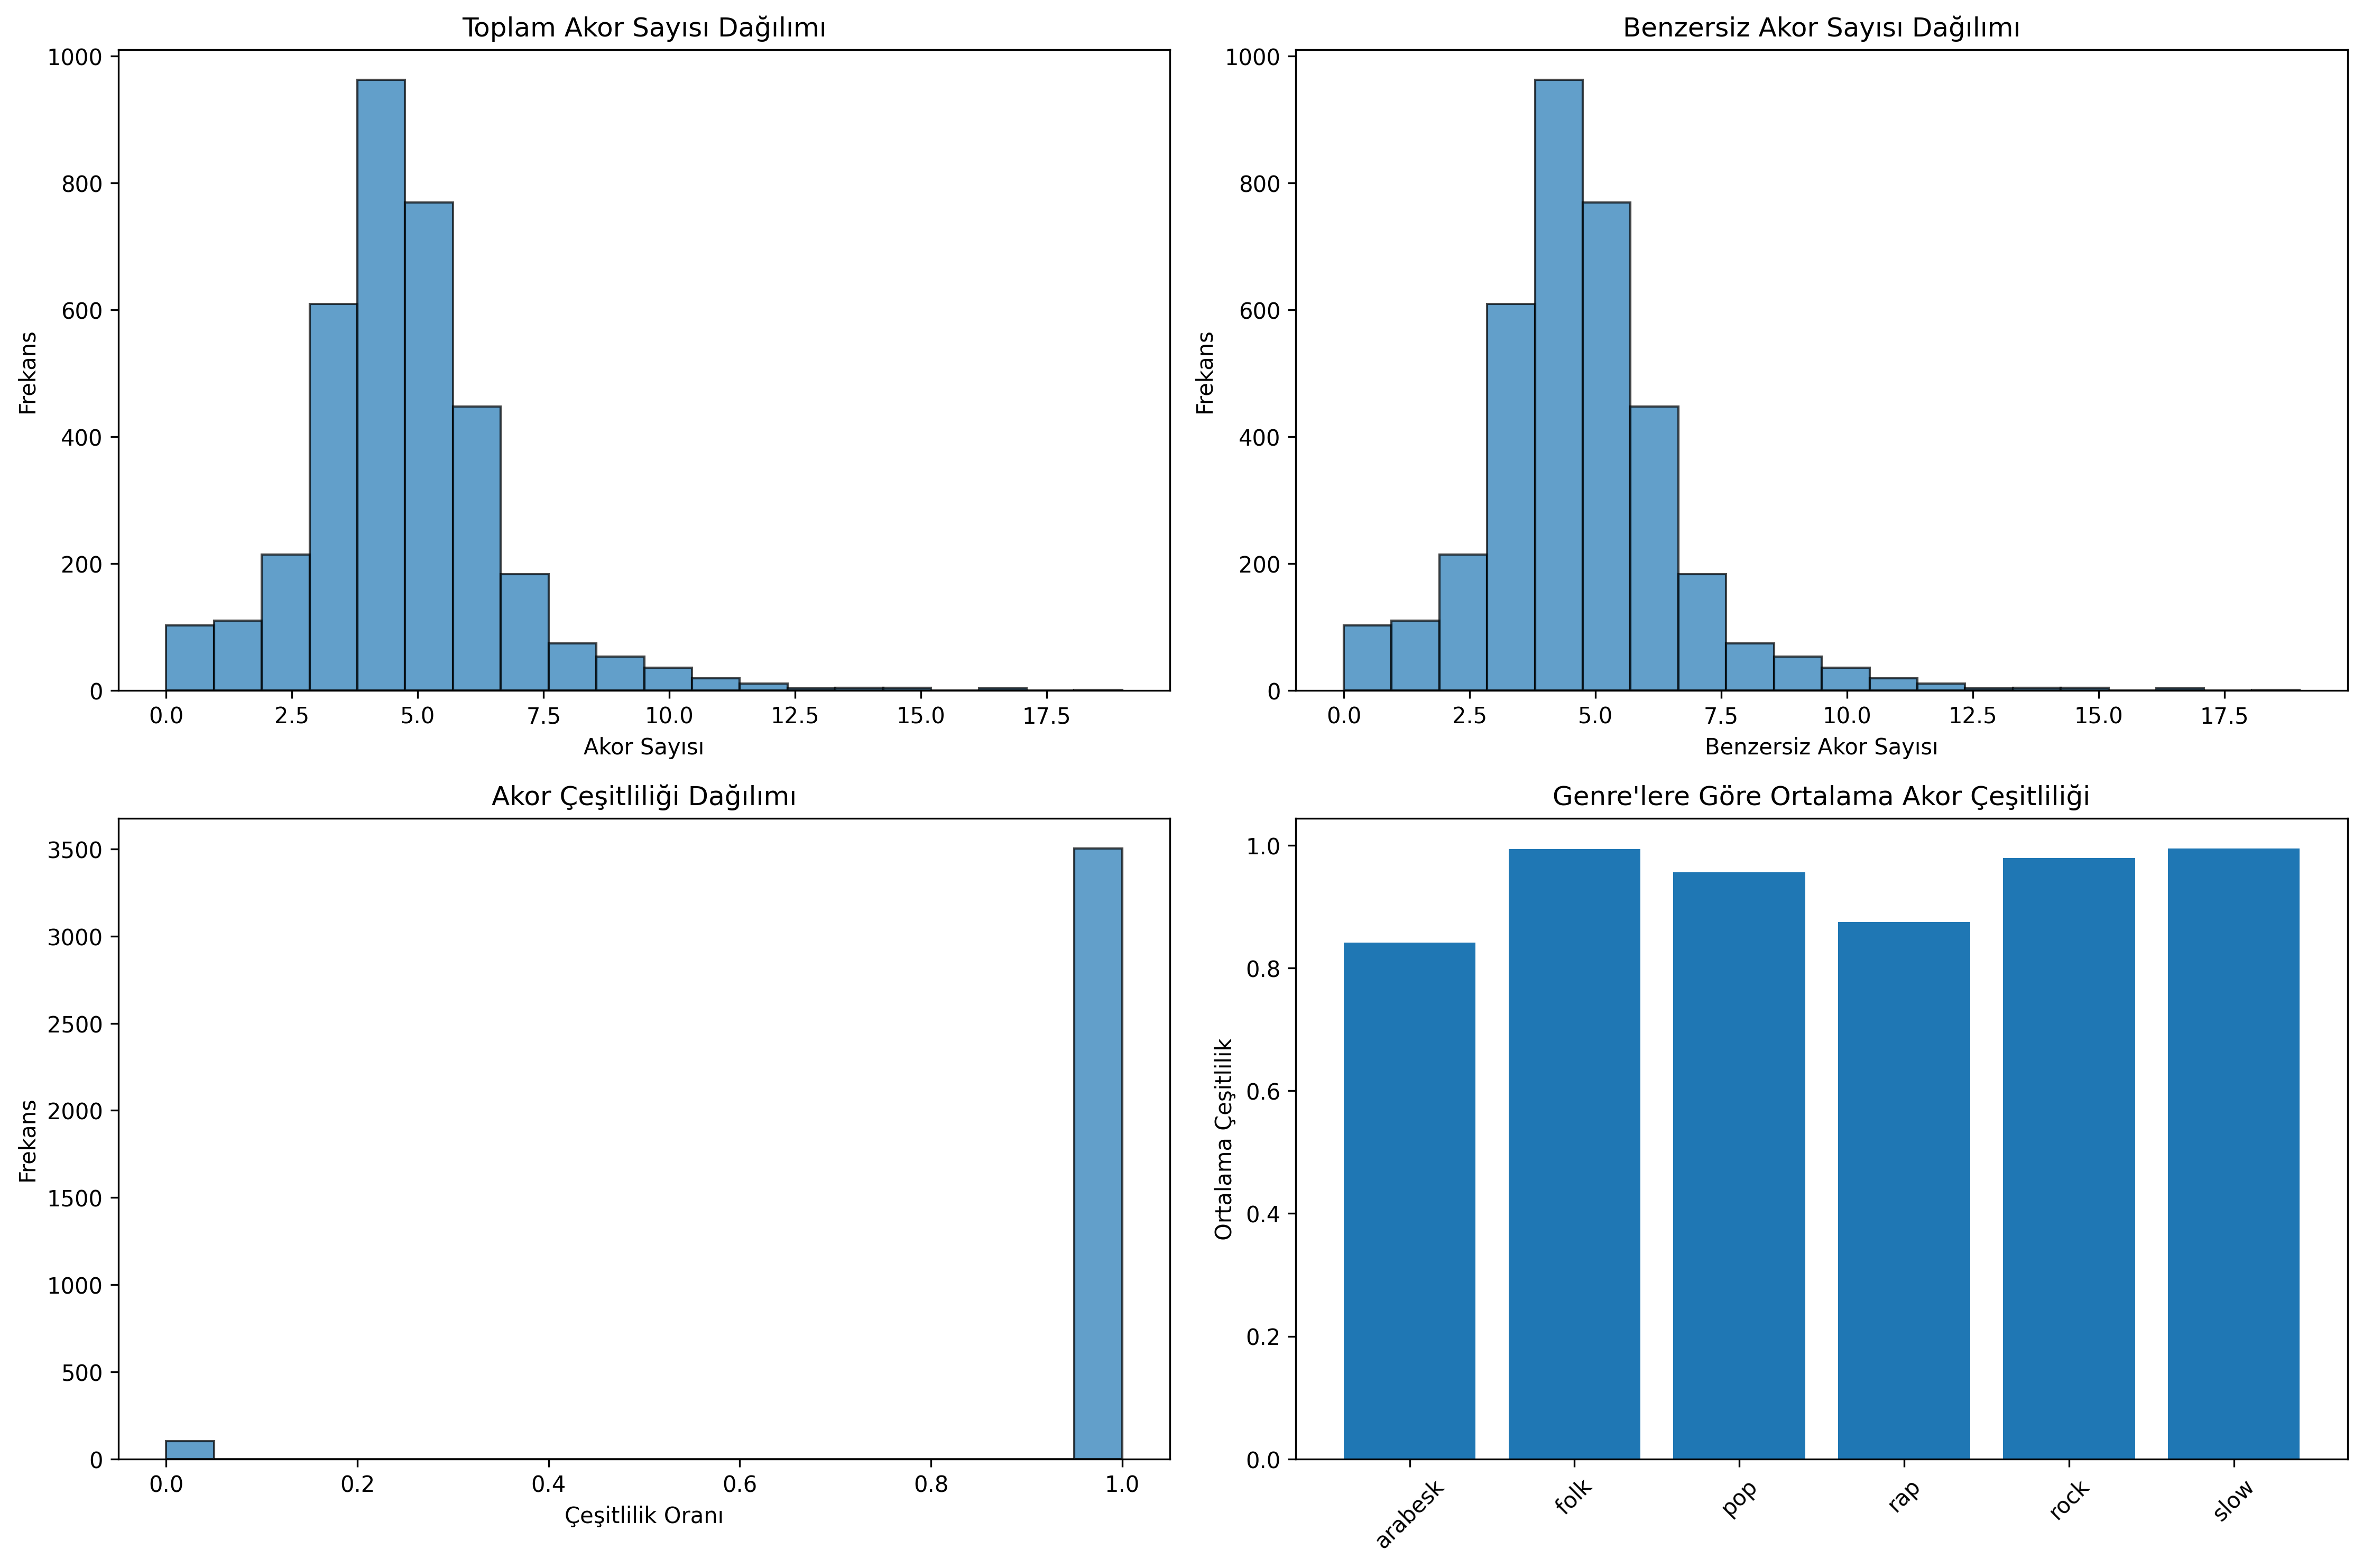 Toplam Akor Sayısı Dağılımı
1000
800
600
400
200
0
Frekans
0.0 2.5 5.0 7.5 10.0 12.5 15.0 17.5
Akor Sayısı
Benzersiz Akor Sayısı Dağılımı
1000
800
600
400
200
0
Frekans
0.0 2.5 5.0 7.5 10.0 12.5 15.0 17.5
Benzersiz Akor Sayısı
Akor Çeşitliliği Dağılımı
3500
3000
2500
2000
1500
1000
500
0
Frekans
0.0 0.2 0.4 0.6 0.8 1.0
Çeşitlilik Oranı
Genre'lere Göre Ortalama Akor Çeşitliliği
1.0
0.8
0.6
0.4
0.2
0.0
Ortalama Çeşitlilik
arabesk folk pop rap rock slow